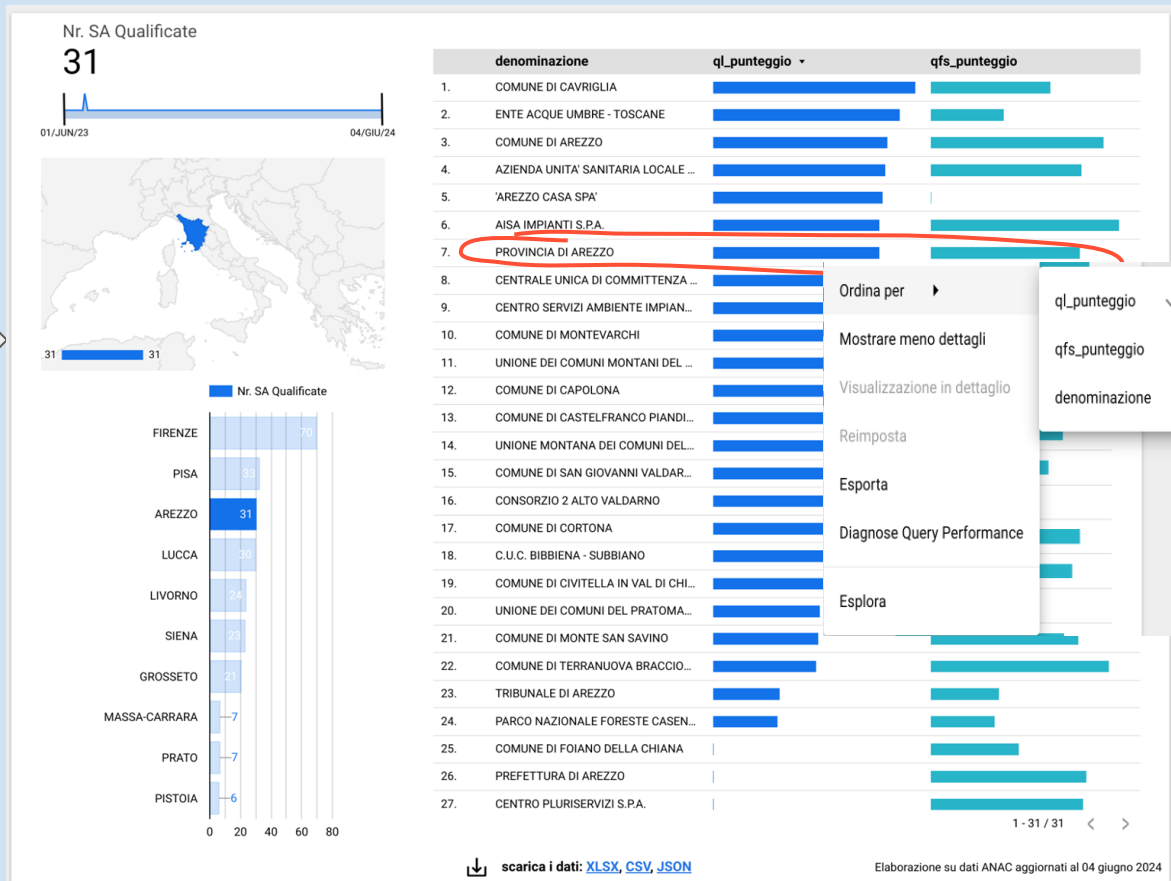 Nr. SA Qualificate
31
01/JUN/23 04/GIU/24
31 31
Nr. SA Qualificate
FIRENZE 70
PISA 33
AREZZO 31
LUCCA 30
LIVORNO 24
SIENA 23
GROSSETO 21
MASSA-CARRARA 7
PRATO 7
PISTOIA 6
0 20 40 60 80
denominazione ql_punteggio qfs_punteggio
1. COMUNE DI CAVRIGLIA
2. ENTE ACQUE UMBRE - TOSCANE
3. COMUNE DI AREZZO
4. AZIENDA UNITA' SANITARIA LOCALE ...
5. 'AREZZO CASA SPA'
6. AISA IMPIANTI S.P.A.
7. PROVINCIA DI AREZZO
8. CENTRALE UNICA DI COMMITTENZA ...
9. CENTRO SERVIZI AMBIENTE IMPIAN...
10. COMUNE DI MONTEVARCHI
11. UNIONE DEI COMUNI MONTANI DEL ...
12. COMUNE DI CAPOLONA
13. COMUNE DI CASTELFRANCO PIANDI...
14. UNIONE MONTANA DEI COMUNI DEL...
15. COMUNE DI SAN GIOVANNI VALDAR...
16. CONSORZIO 2 ALTO VALDARNO
17. COMUNE DI CORTONA
18. C.U.C. BIBBIENA - SUBBIANO
19. COMUNE DI CIVITELLA IN VAL DI CHI...
20. UNIONE DEI COMUNI DEL PRATOMA...
21. COMUNE DI MONTE SAN SAVINO
22. COMUNE DI TERRANUOVA BRACCIO...
23. TRIBUNALE DI AREZZO
24. PARCO NAZIONALE FORESTE CASEN...
25. COMUNE DI FOIANO DELLA CHIANA
26. PREFETTURA DI AREZZO
27. CENTRO PLURISERVIZI S.P.A.
Ordina per
Mostrare meno dettagli
Visualizzazione in dettaglio
Reimposta
Esporta
Diagnose Query Performance
Esplora
ql_punteggio
qfs_punteggio
denominazione
1 - 31 / 31
scarica i dati: XLSX, CSV, JSON
Elaborazione su dati ANAC aggiornati al 04 giugno 2024